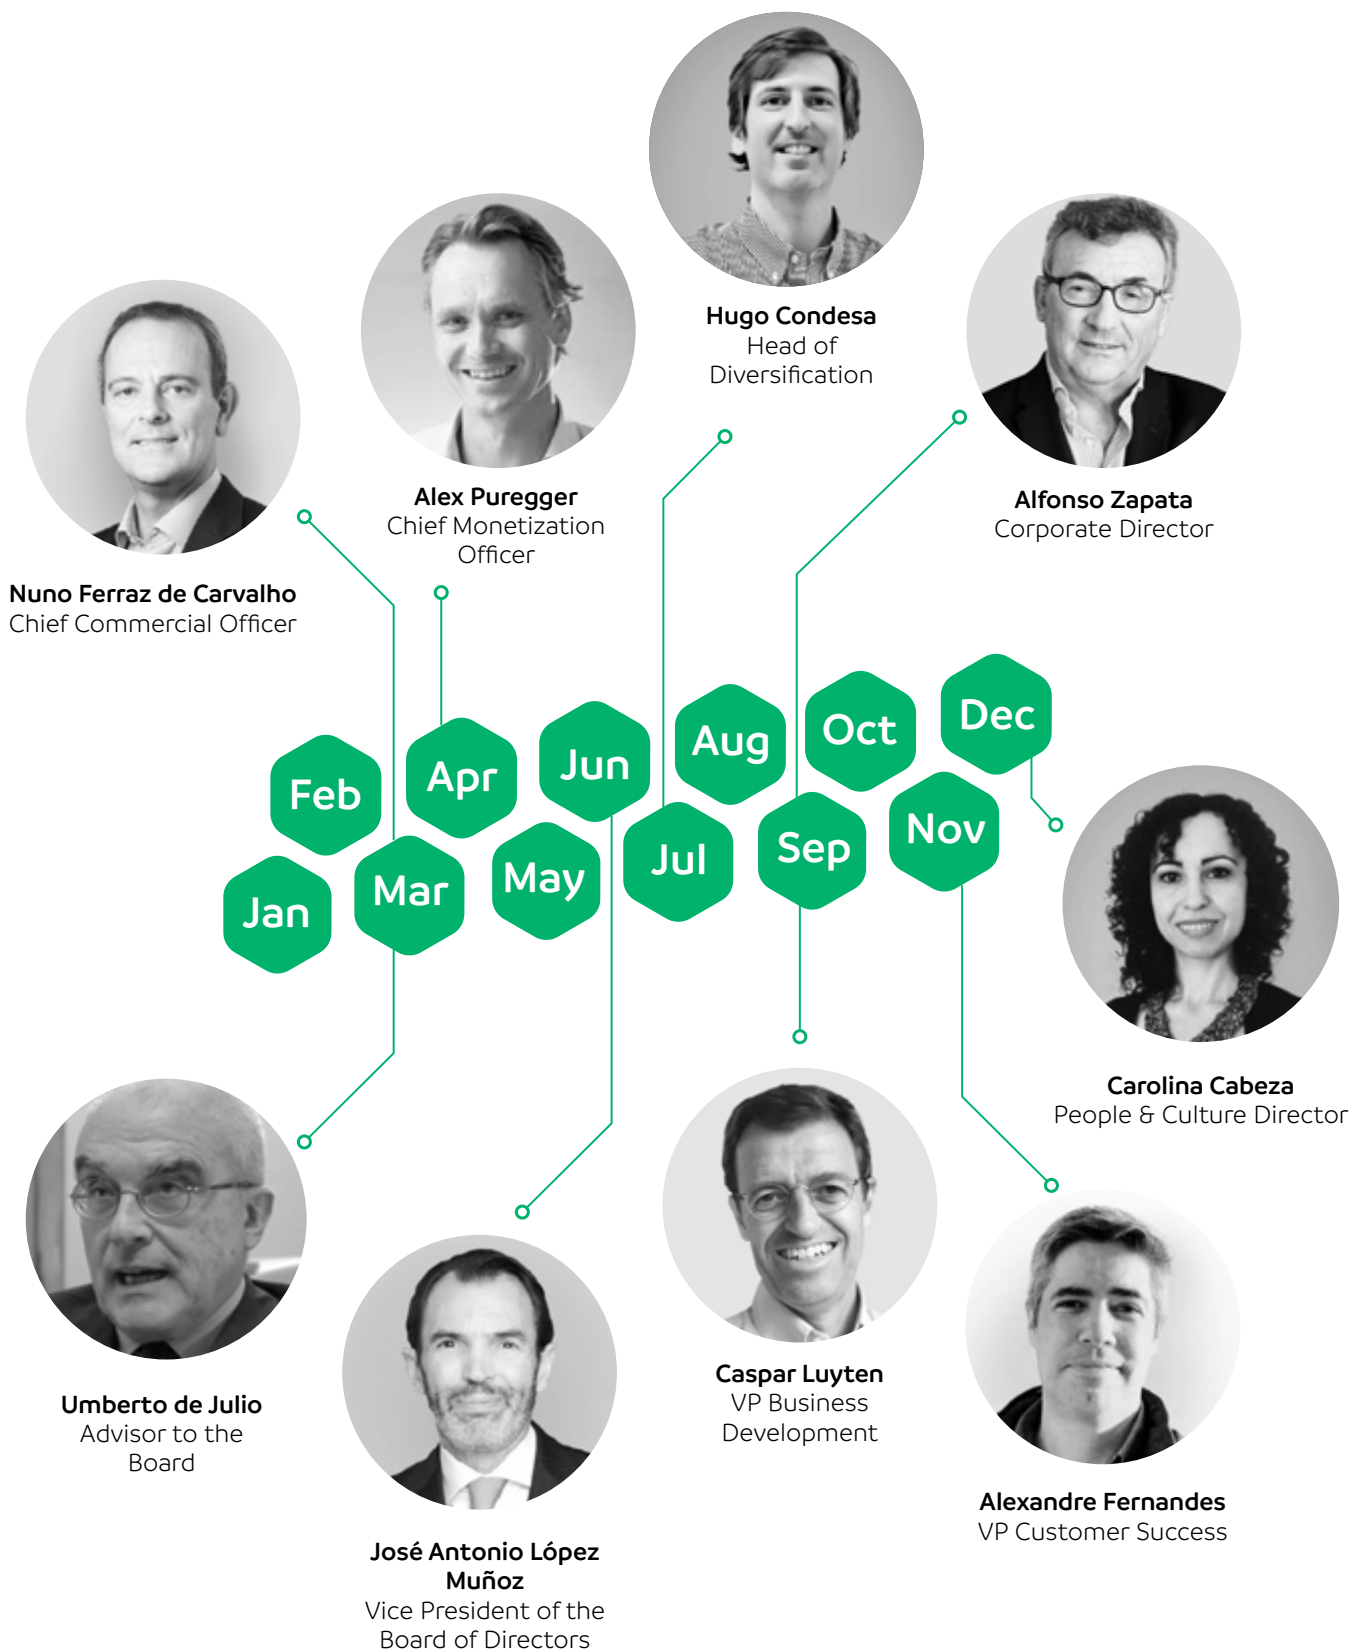 Hugo Condesa
Head of
Diversification
Alex Puregger
Chief Monetization
Officer
Alfonso Zapata
Corporate Director
Nuno Ferraz de Carvalho
Chief Commercial Officer
Jan
Feb
Mar
Apr
May
Jun
Jul
Aug
Sep
Oct
Nov
Dec
Carolina Cabeza
People & Culture Director
Umberto de Julio
Advisor to the
Board
José Antonio López
Muñoz
Vice President of the
Board of Directors
Caspar Luyten
VP Business
Development
Alexandre Fernandes
VP Customer Success